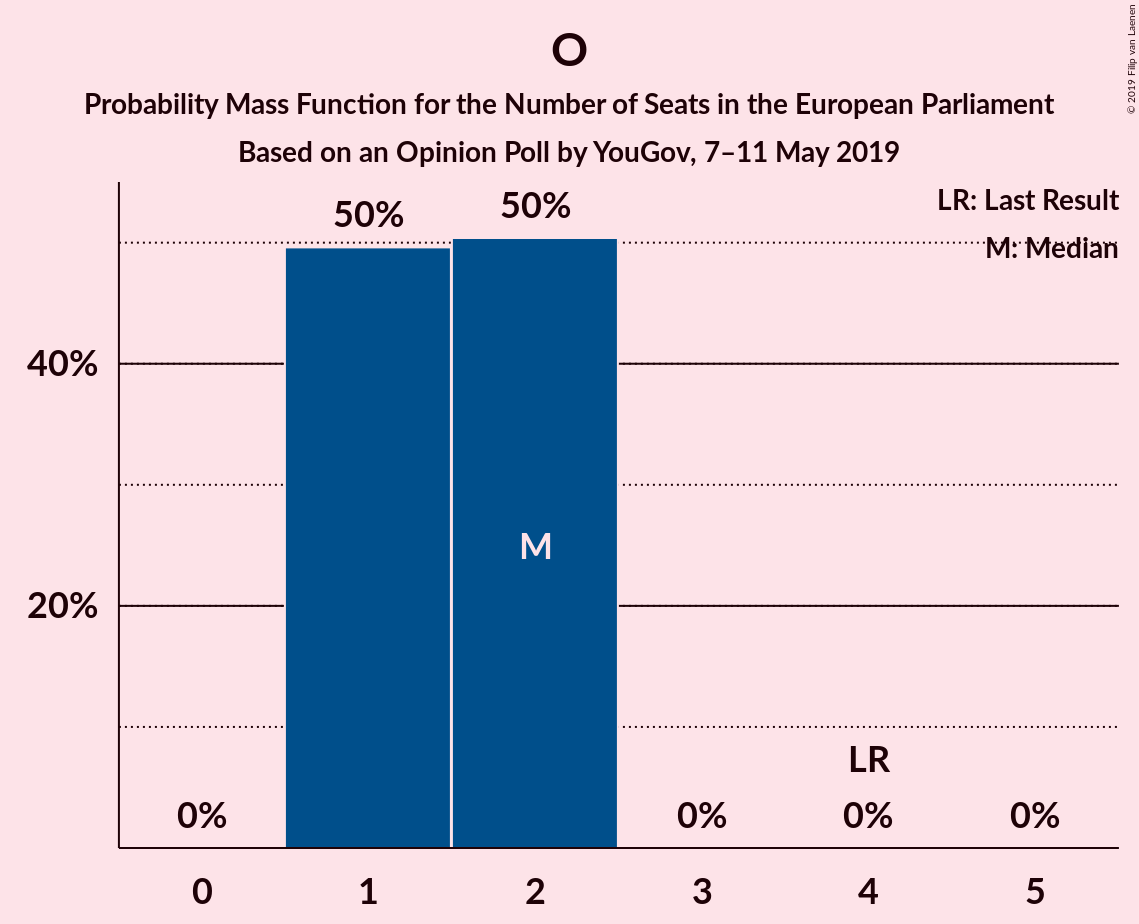 O
Probability Mass Function for the Number of Seats in the European Parliament
Based on an Opinion Poll by YouGov, 7–11 May 2019
© 2019 Filip van Laenen
LR: Last Result
M: Median
50%
50%
40%
20%
M
LR
0%
0%
0%
0%
0
1
2
3
4
5